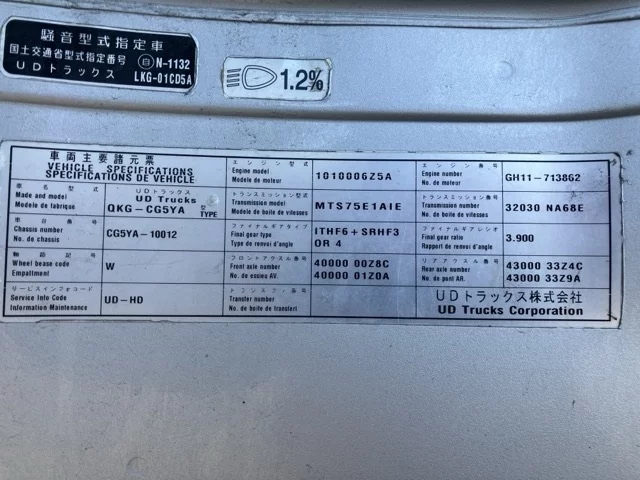 騒音型式指定車
国土交通省型式指定番号 自 N-1132
UDトラックス LKG-01CD5A
1.2%
車両主要諸元票
VEHICLE SPECIFICATIONS
SPECIFICATIONS DE VEHICLE
車名型式
Made and model
Modele de fabrique
UDトラックス
UD Trucks
QKG-CG5YA 型 TYPE
車台番号
Chassis number
No. de chassis
CG5YA-10012
軸距記号
Wheel base code
Empattment
W
サービスインフォコード
Service Info Code
Information Maintenance
UD-HD
エンジン型式
Engine model
Modele de moteur
1010006Z5A
トランスミッション型式
Transmission model
Modele de boite de vitesses
MTS75E1AIE
ファイナルギアタイプ
Final gear type
Type de renvoi d'angle
ITHF6+SRHF3
OR 4
フロントアクスル番号
Front axle number
No. de essieu AV.
40000 00Z8C
40000 01Z0A
トランスファ番号
Transfer number
No. de boite de transfert
エンジン番号
Engine number
No. de moteur
GH11-713862
トランスミッション番号
Transmission number
No. de boite de vitesses
32030 NA68E
ファイナルギアレシオ
Final gear ratio
Rapport de renvoi d'angle
3.900
リアアクスル番号
Rear axle number
No. de pont AR.
43000 33Z4C
43000 33Z9A
UDトラックス株式会社
UD Trucks Corporation